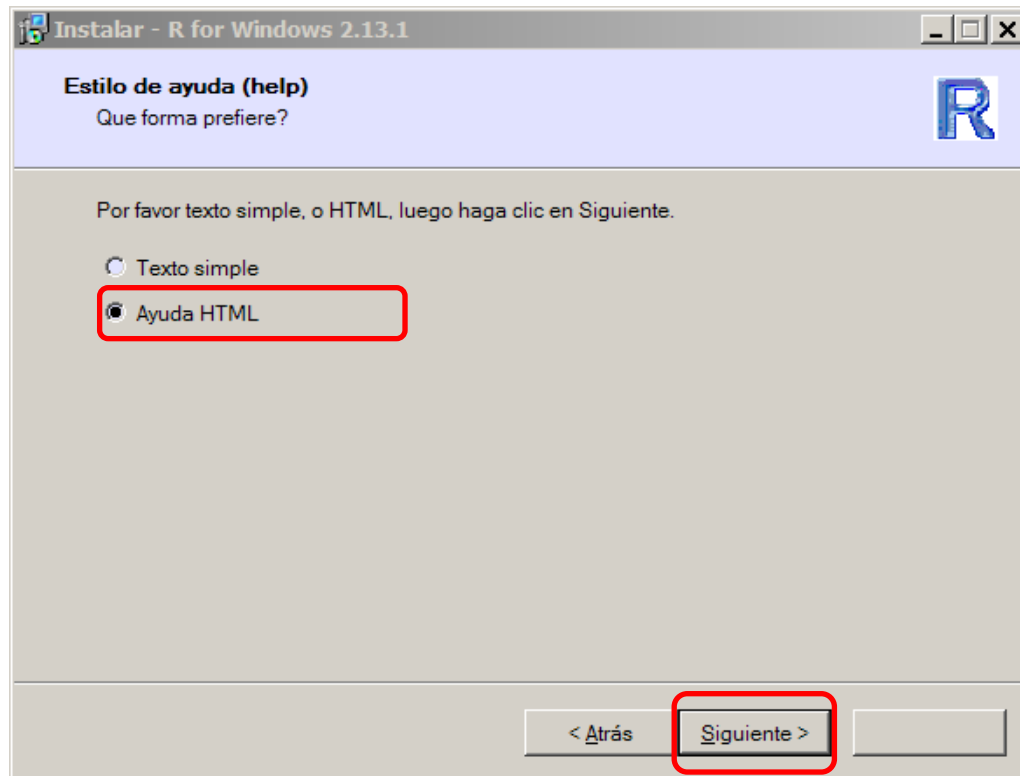 Instalar - R for Windows 2.13.1
Estilo de ayuda (help)
Que forma prefiere?
R
Por favor texto simple, o HTML, luego haga clic en Siguiente.
Texto simple
Ayuda HTML
< Atrás
Siguiente >